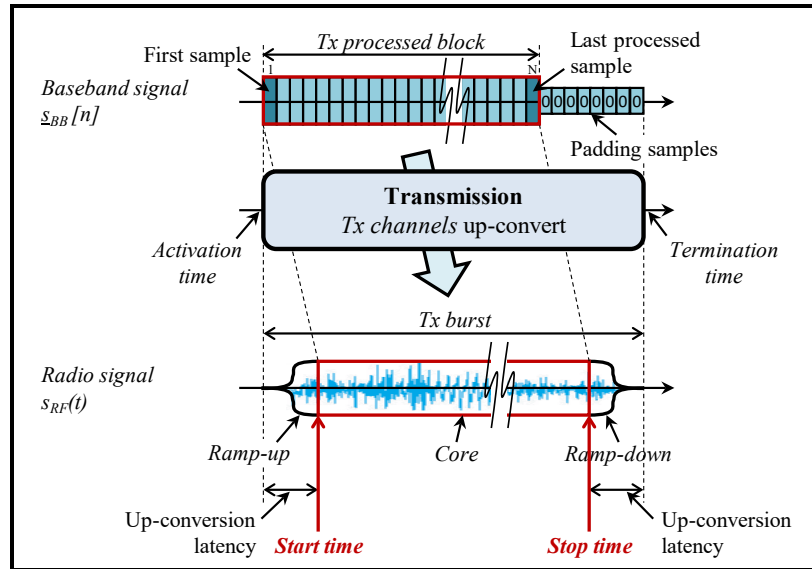 Tx processed block
First sample
Last processed
sample
1
N
Baseband signal
s_BB[n]
0 0 0 0 0 0 0 0
Padding samples
Transmission
Tx channels up-convert
Activation
time
Termination
time
Tx burst
Radio signal
s_RF(t)
Ramp-up
Core
Ramp-down
Up-conversion
latency
Start time
Stop time
Up-conversion
latency